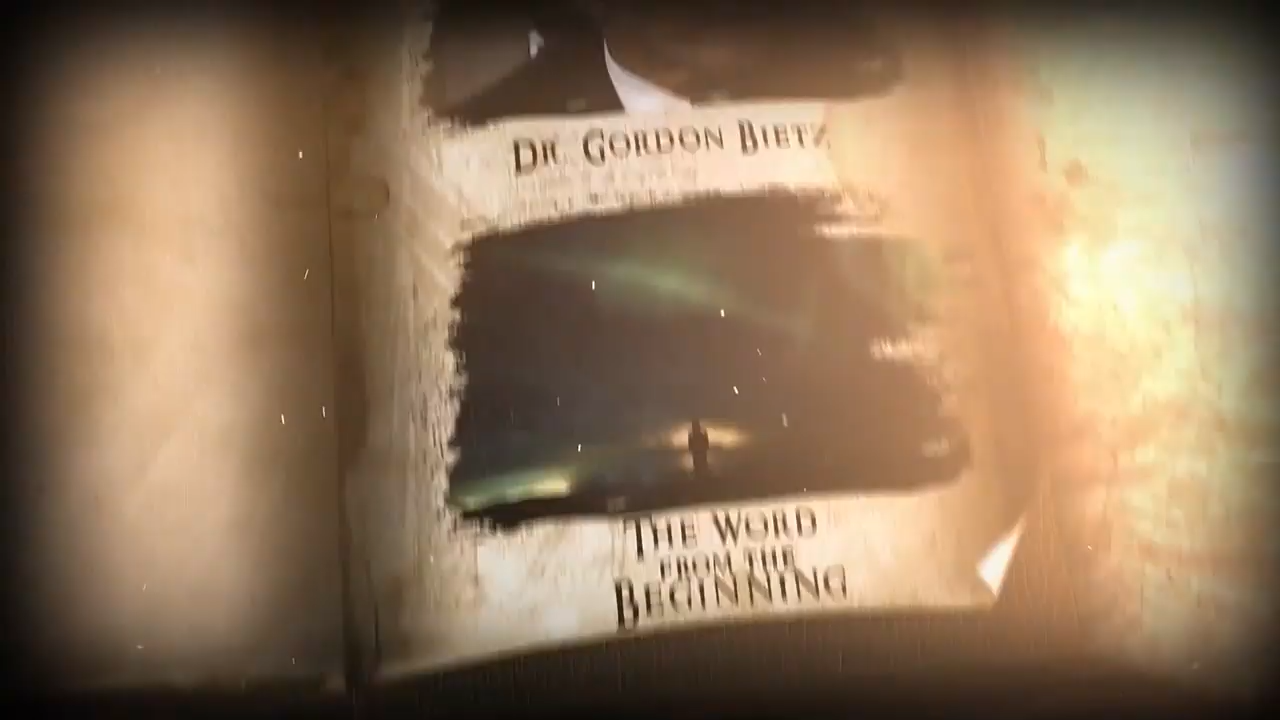 Dr. Gordon Bietz
The Word
from the
Beginning